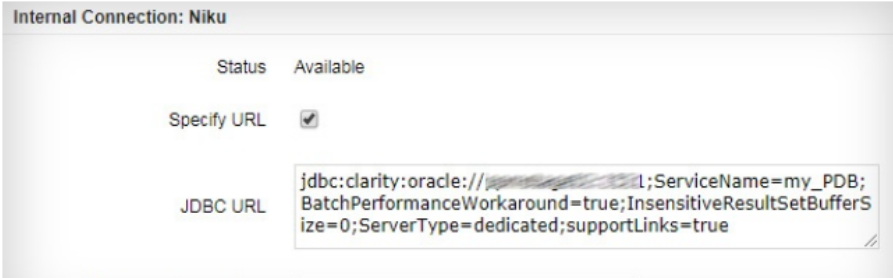 Internal Connection: Niku
Status Available
Specify URL
jdbc:clarity:oracle://1;ServiceName=my_PDB;
JDBC URL BatchPerformanceWorkaround=true;InsensitiveResultSetBufferS
ize=0;ServerType=dedicated;supportLinks=true